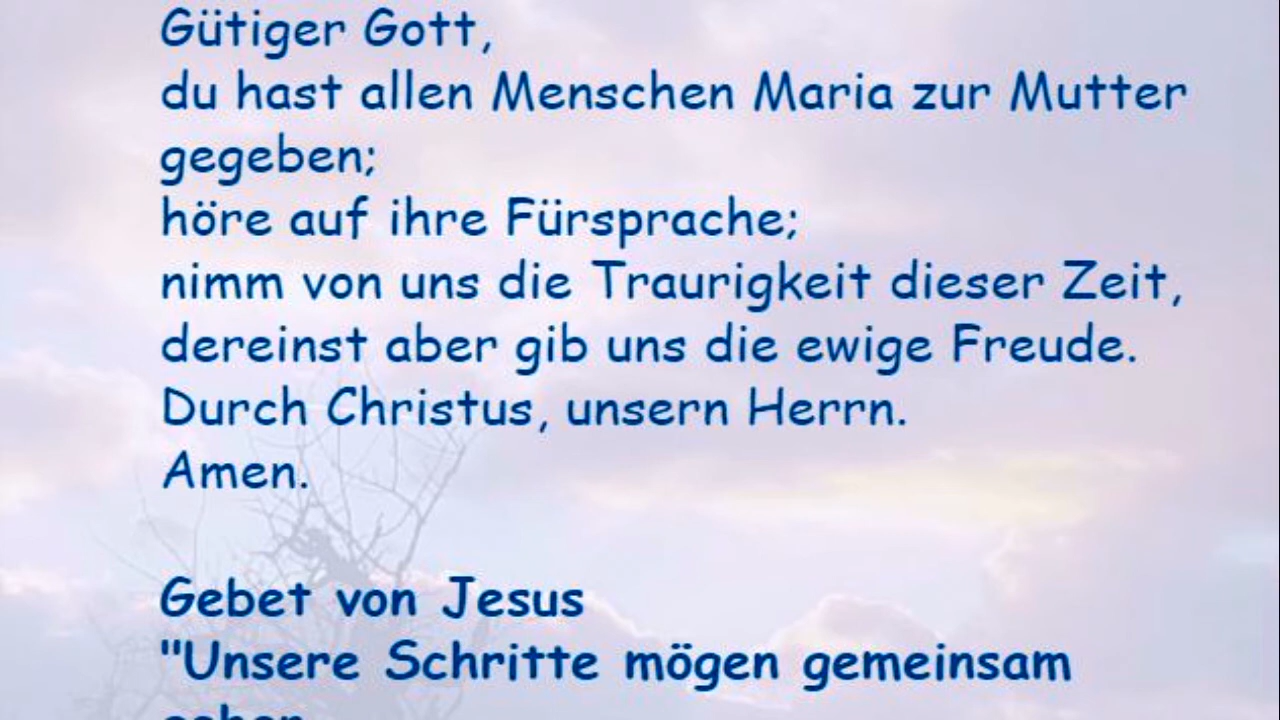 Gütiger Gott,
du hast allen Menschen Maria zur Mutter
gegeben;
höre auf ihre Fürsprache;
nimm von uns die Traurigkeit dieser Zeit,
dereinst aber gib uns die ewige Freude.
Durch Christus, unsern Herrn.
Amen.
Gebet von Jesus
"Unsere Schritte mögen gemeinsam